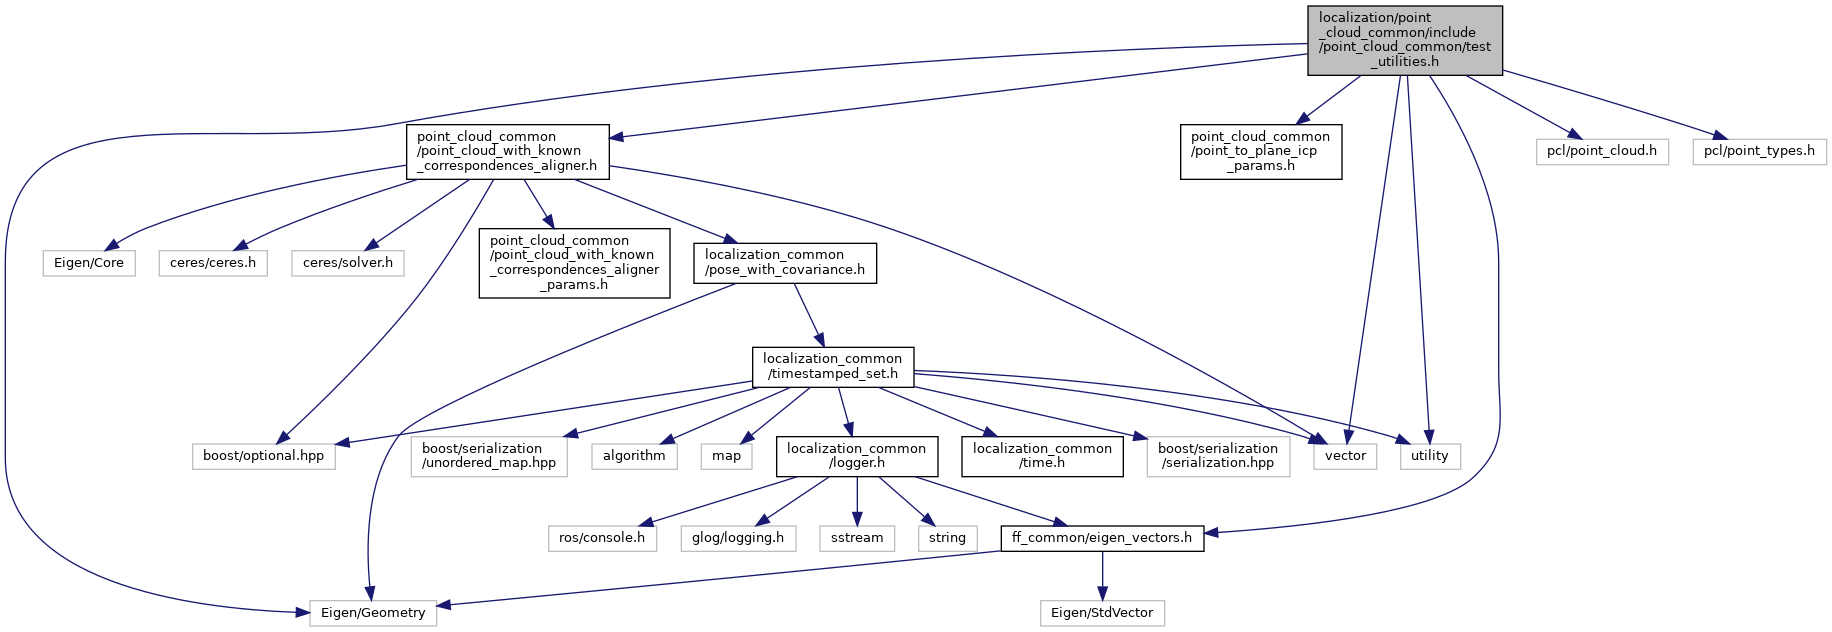 localization/point
_cloud_common/include
/point_cloud_common/test
_utilities.h
point_cloud_common
/point_cloud_with_known
_correspondences_aligner.h
point_cloud_common
/point_to_plane_icp
_params.h
pcl/point_cloud.h
pcl/point_types.h
Eigen/Core
ceres/ceres.h
ceres/solver.h
point_cloud_common
/point_cloud_with_known
_correspondences_aligner
_params.h
localization_common
/pose_with_covariance.h
localization_common
/timestamped_set.h
boost/optional.hpp
boost/serialization
/unordered_map.hpp
algorithm
map
localization_common
/logger.h
localization_common
/time.h
boost/serialization
/serialization.hpp
vector
utility
ros/console.h
glog/logging.h
sstream
string
ff_common/eigen_vectors.h
Eigen/Geometry
Eigen/StdVector